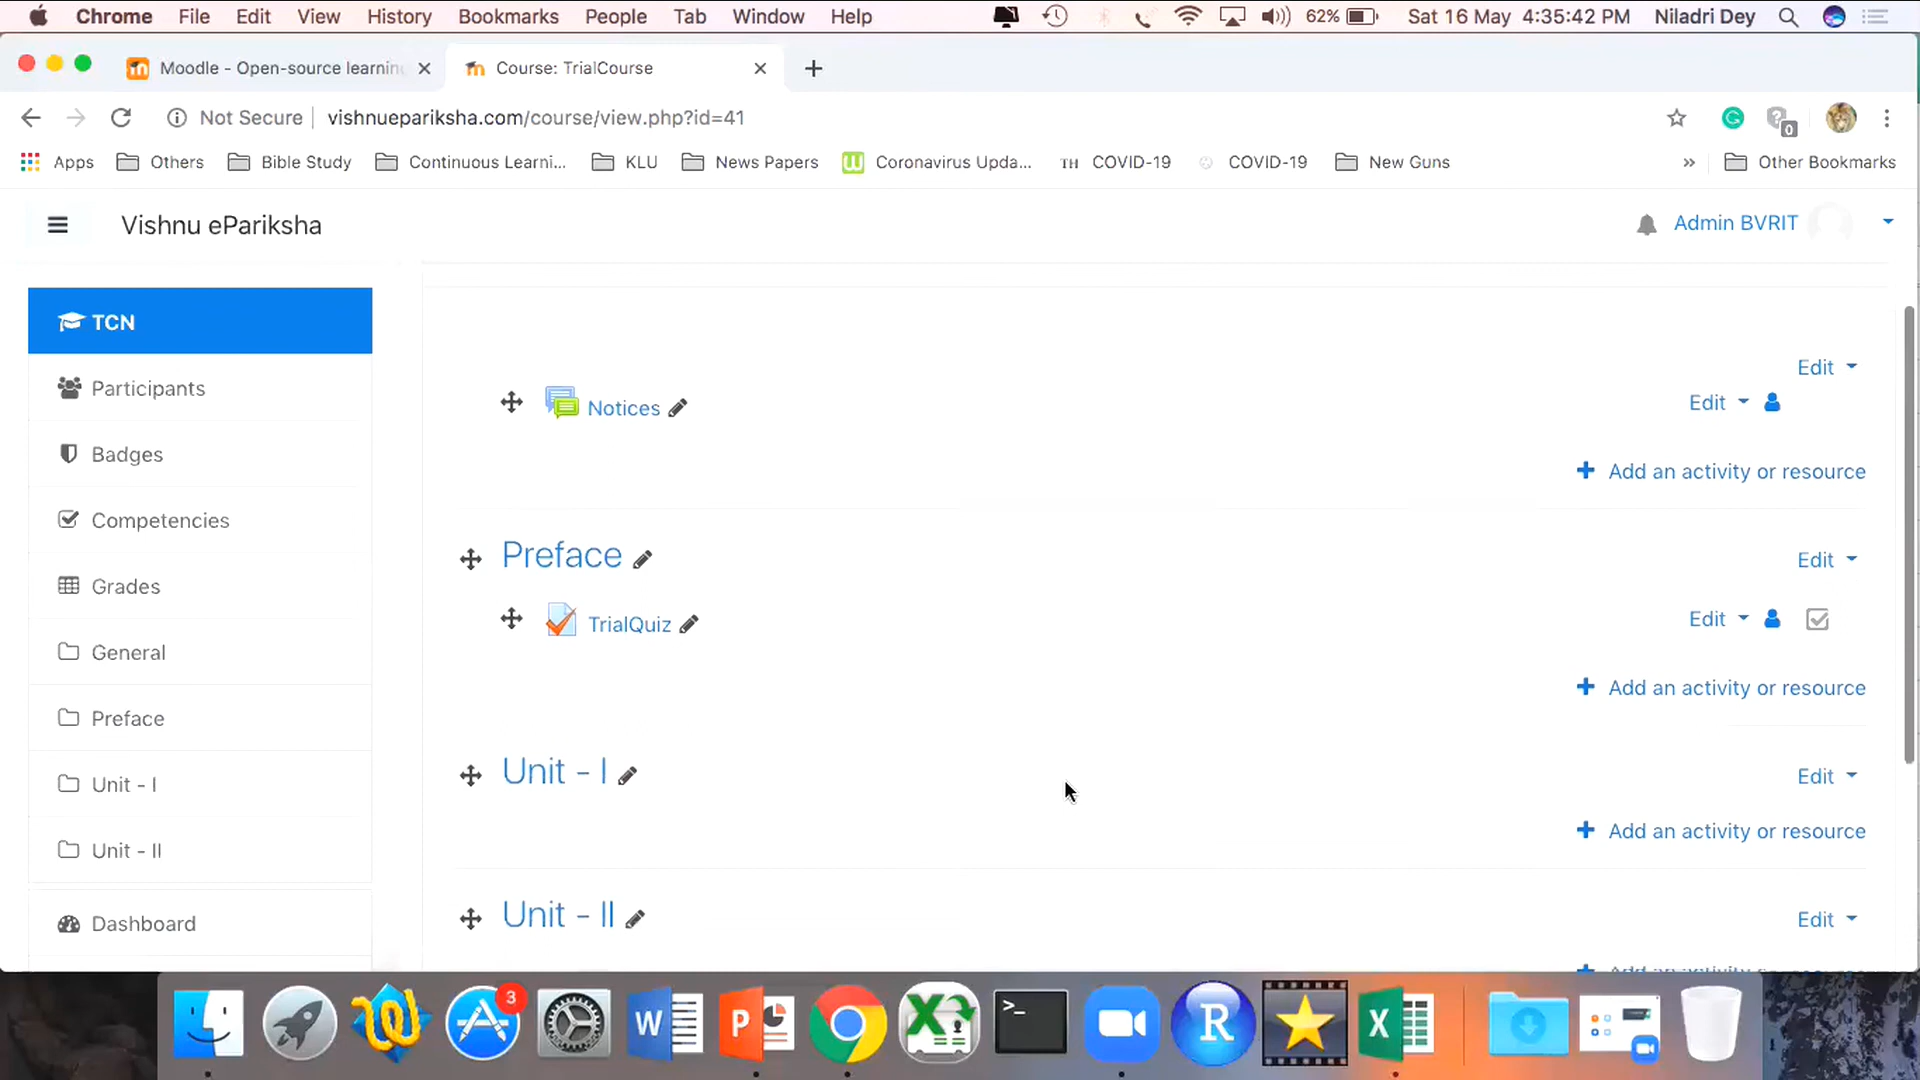 Chrome File Edit View History Bookmarks People Tab Window Help 62% Sat 16 May 4:35:42 PM Niladri Dey
Moodle - Open-source learning Course: TrialCourse
Not Secure vishnuepariksha.com/course/view.php?id=41 0
Apps Others Bible Study Continuous Learni... KLU News Papers Coronavirus Upda... TH COVID-19 COVID-19 New Guns » Other Bookmarks
Vishnu ePariksha Admin BVRIT
TCN
Participants
Badges
Competencies
Grades
General
Preface
Unit - I
Unit - II
Dashboard
Edit
Notices Edit
+ Add an activity or resource
Preface Edit
TrialQuiz Edit
+ Add an activity or resource
Unit - I Edit
+ Add an activity or resource
Unit - II Edit
3 W P X >_ R X